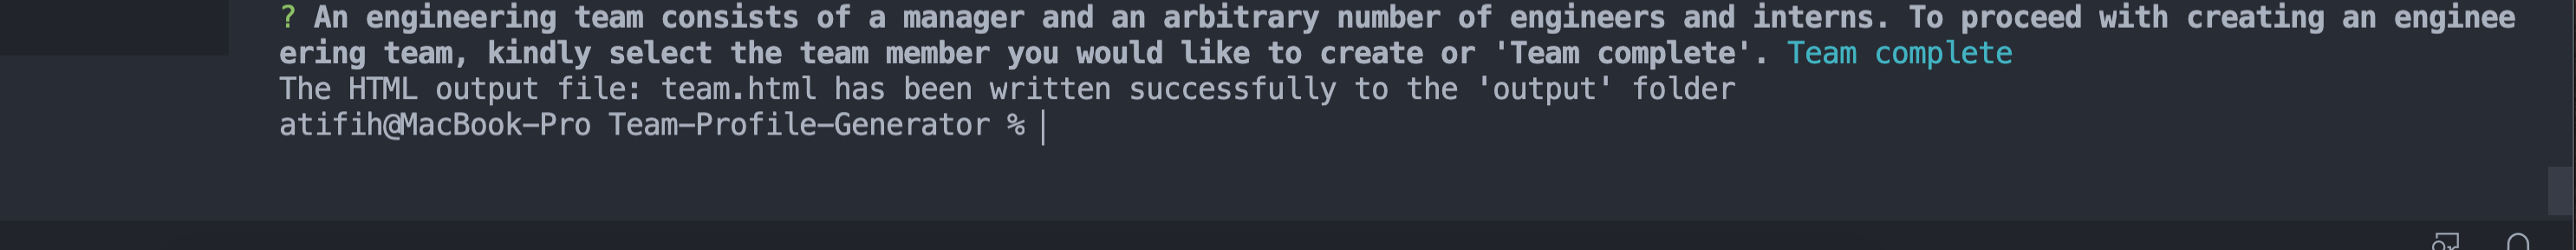 ? An engineering team consists of a manager and an arbitrary number of engineers and interns. To proceed with creating an enginee
ering team, kindly select the team member you would like to create or 'Team complete'. Team complete
The HTML output file: team.html has been written successfully to the 'output' folder
atifih@MacBook-Pro Team-Profile-Generator %